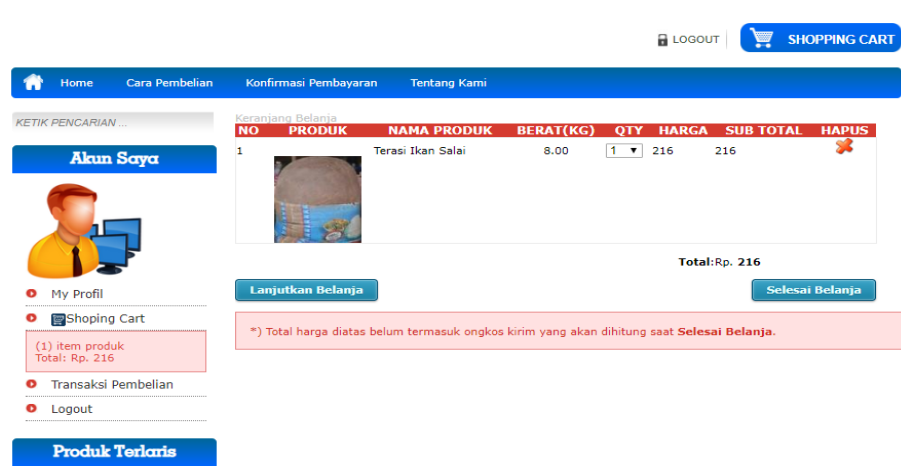 LOGOUT
SHOPPING CART
Home Cara Pembelian Konfirmasi Pembayaran Tentang Kami
KETIK PENCARIAN ...
Akun Saya
My Profil
Shoping Cart
(1) item produk
Total: Rp. 216
Transaksi Pembelian
Logout
Produk Terlaris
Keranjang Belanja
NO PRODUK NAMA PRODUK BERAT(KG) QTY HARGA SUB TOTAL HAPUS
1 Terasi Ikan Salai 8.00 1 216 216
Total:Rp. 216
Lanjutkan Belanja Selesai Belanja
*) Total harga diatas belum termasuk ongkos kirim yang akan dihitung saat Selesai Belanja.